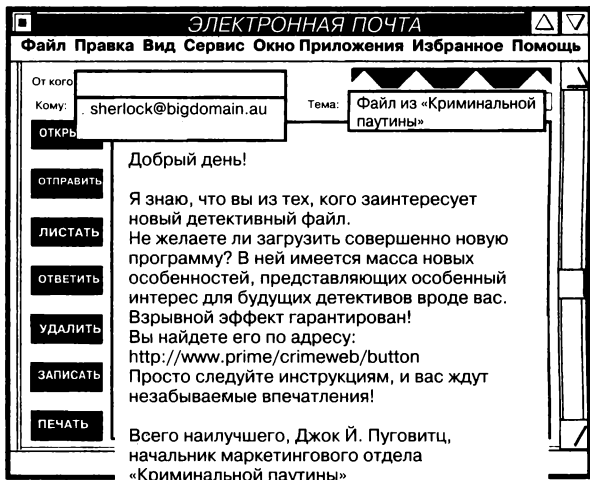 ЭЛЕКТРОННАЯ ПОЧТА
Файл Правка Вид Сервис Окно Приложения Избранное Помощь
От кого
Кому: sherlock@bigdomain.au
Тема: Файл из «Криминальной
паутины»
ОТКРЫ
ОТПРАВИТЬ
ЛИСТАТЬ
ОТВЕТИТЬ
УДАЛИТЬ
ЗАПИСАТЬ
ПЕЧАТЬ
Добрый день!
Я знаю, что вы из тех, кого заинтересует
новый детективный файл.
Не желаете ли загрузить совершенно новую
программу? В ней имеется масса новых
особенностей, представляющих особенный
интерес для будущих детективов вроде вас.
Взрывной эффект гарантирован!
Вы найдете его по адресу:
http://www.prime/crimeweb/button
Просто следуйте инструкциям, и вас ждут
незабываемые впечатления!
Всего наилучшего, Джок Й. Пуговитц,
начальник маркетингового отдела
«Криминальной паутины»